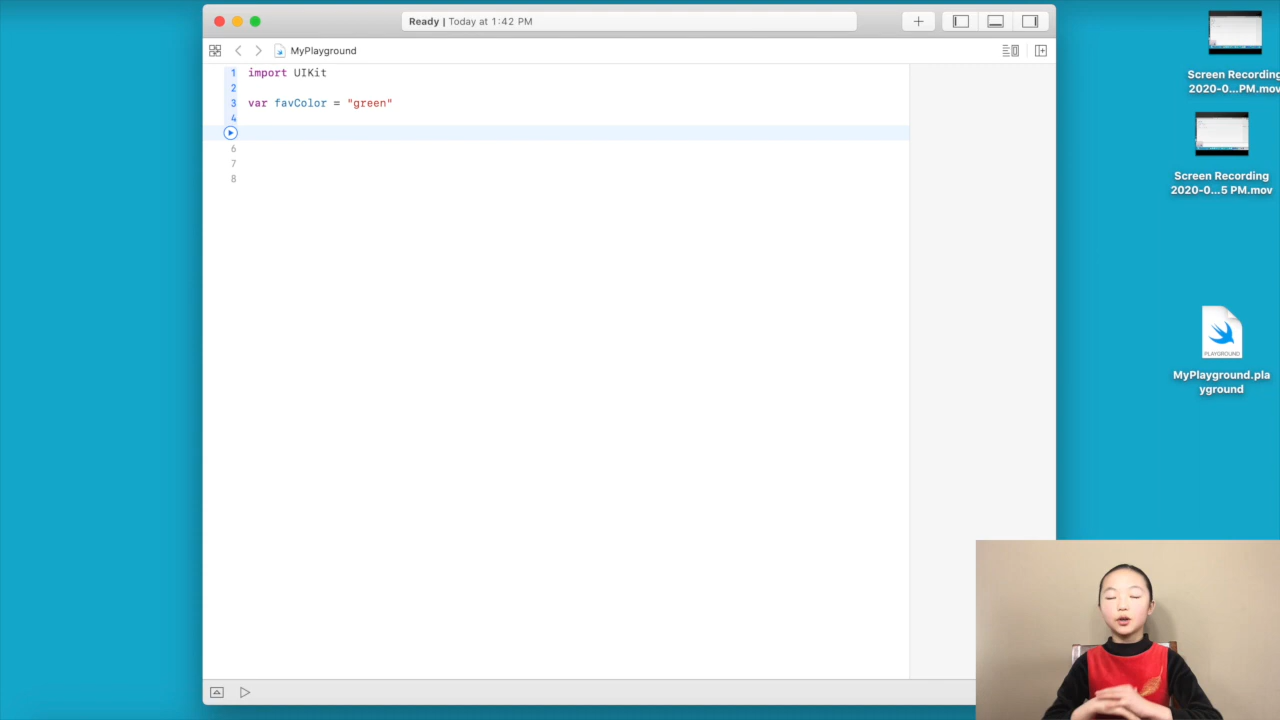 Ready | Today at 1:42 PM
MyPlayground
1 import UIKit
2
3 var favColor = "green"
4
6
7
8
Screen Recording
2020-0...PM.mov
Screen Recording
2020-0...5 PM.mov
PLAYGROUND
MyPlayground.pla
yground